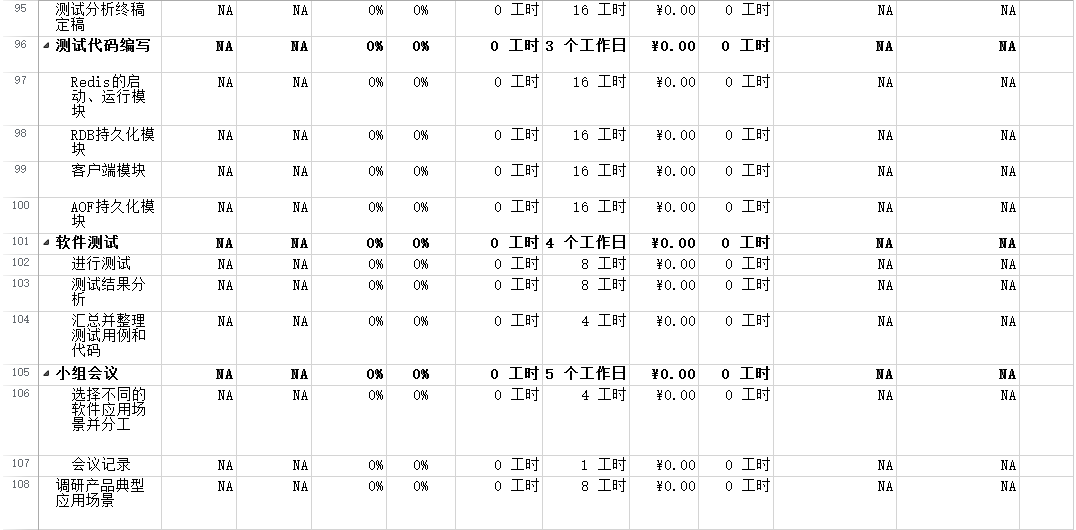 95 测试分析终稿 NA NA 0% 0% 0 工时 16 工时 ¥0.00 0 工时 NA NA
定稿
96 测试代码编写 NA NA 0% 0% 0 工时 3 个工作日 ¥0.00 0 工时 NA NA
97 Redis的启 NA NA 0% 0% 0 工时 16 工时 ¥0.00 0 工时 NA NA
动、运行模
块
98 RDB持久化模 NA NA 0% 0% 0 工时 16 工时 ¥0.00 0 工时 NA NA
块
99 客户端模块 NA NA 0% 0% 0 工时 16 工时 ¥0.00 0 工时 NA NA
100 AOF持久化模 NA NA 0% 0% 0 工时 16 工时 ¥0.00 0 工时 NA NA
块
101 软件测试 NA NA 0% 0% 0 工时 4 个工作日 ¥0.00 0 工时 NA NA
102 进行测试 NA NA 0% 0% 0 工时 8 工时 ¥0.00 0 工时 NA NA
103 测试结果分 NA NA 0% 0% 0 工时 8 工时 ¥0.00 0 工时 NA NA
析
104 汇总并整理 NA NA 0% 0% 0 工时 4 工时 ¥0.00 0 工时 NA NA
测试用例和
代码
105 小组会议 NA NA 0% 0% 0 工时 5 个工作日 ¥0.00 0 工时 NA NA
106 选择不同的 NA NA 0% 0% 0 工时 4 工时 ¥0.00 0 工时 NA NA
软件应用场
景并分工
107 会议记录 NA NA 0% 0% 0 工时 1 工时 ¥0.00 0 工时 NA NA
108 调研产品典型 NA NA 0% 0% 0 工时 8 工时 ¥0.00 0 工时 NA NA
应用场景